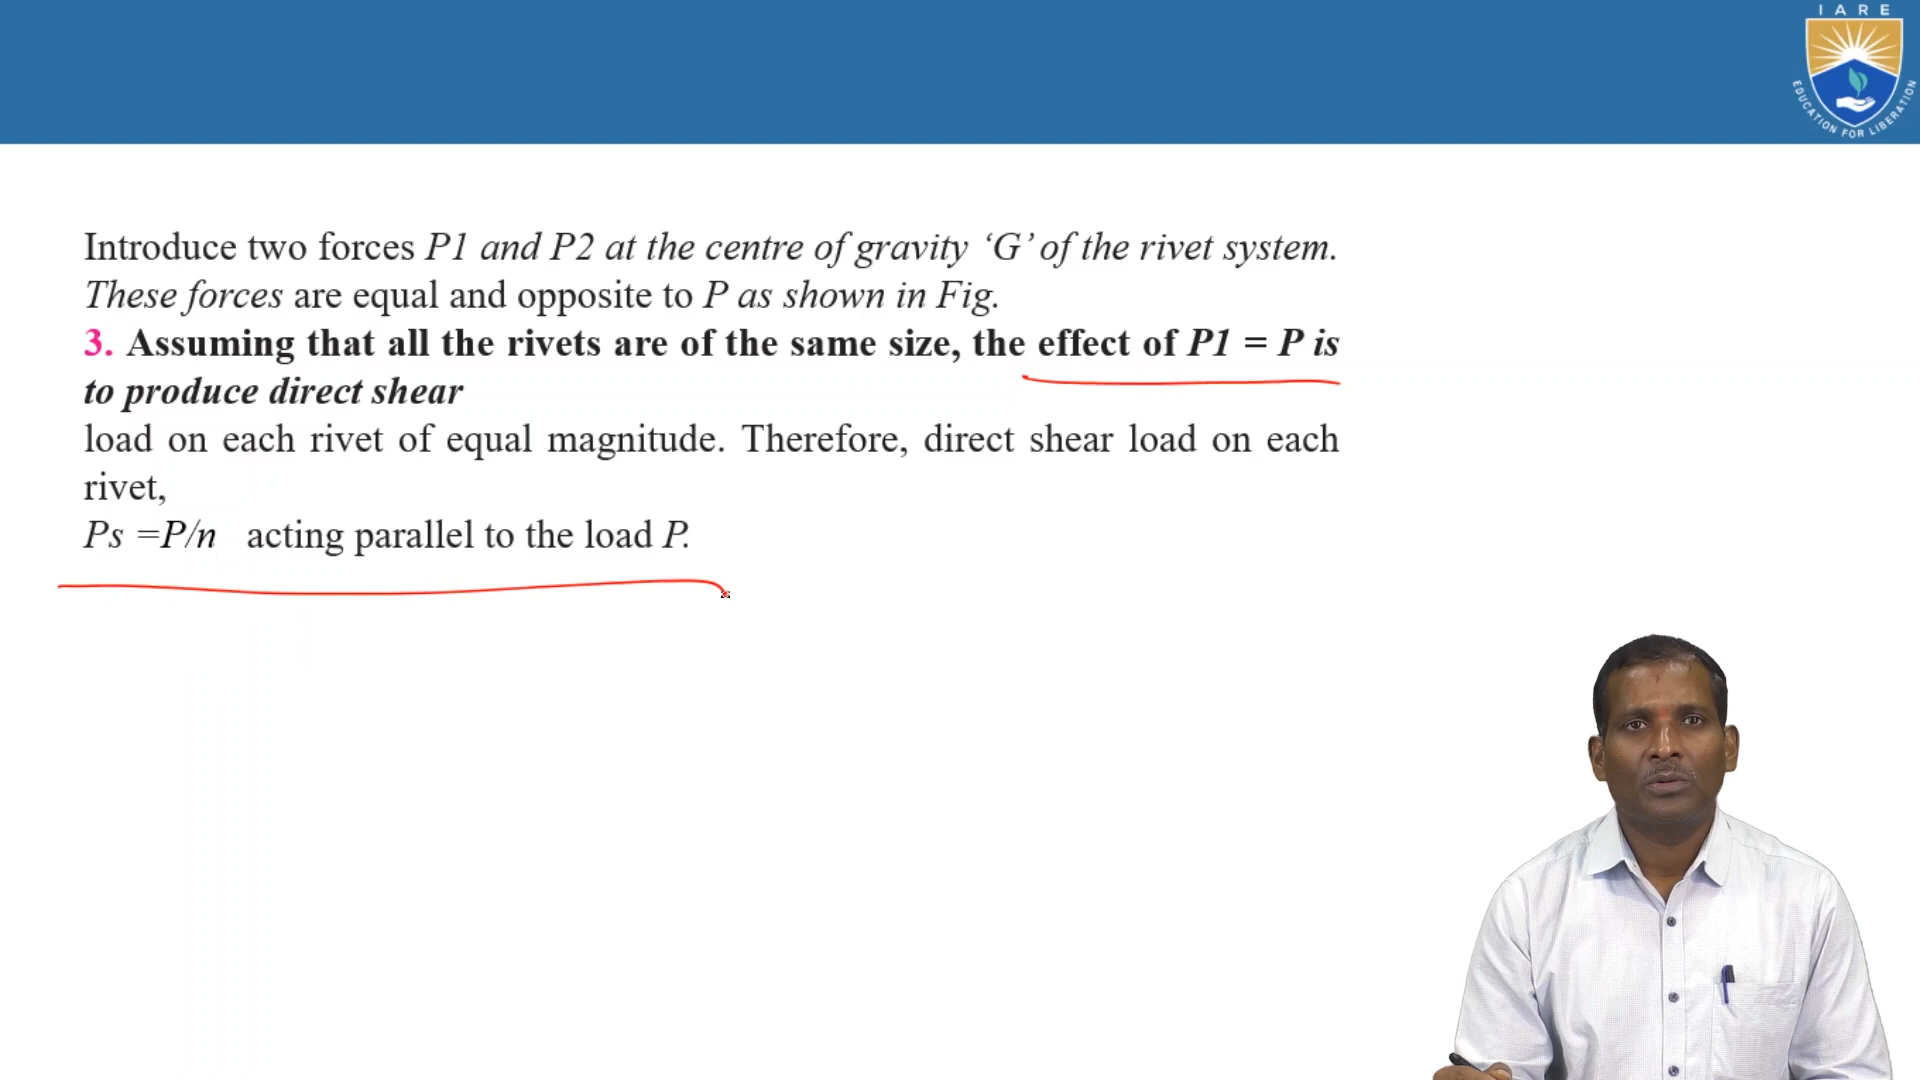 IARE
EDUCATION FOR LIBERATION
Introduce two forces P1 and P2 at the centre of gravity ‘G’ of the rivet system.
These forces are equal and opposite to P as shown in Fig.
3. Assuming that all the rivets are of the same size, the effect of P1 = P is
to produce direct shear
load on each rivet of equal magnitude. Therefore, direct shear load on each
rivet,
Ps =P/n acting parallel to the load P.